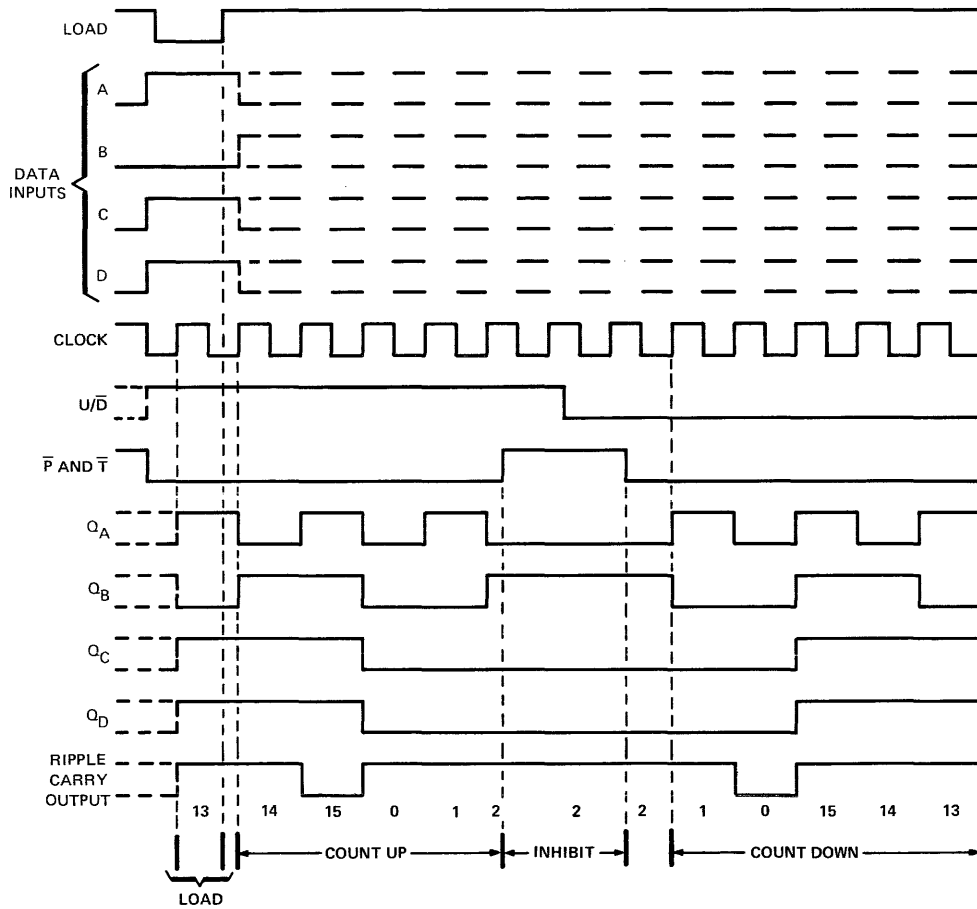 LOAD
A
B
DATA
INPUTS
C
D
CLOCK
U/D̅
P̅ AND T̅
QA
QB
QC
QD
RIPPLE
CARRY
OUTPUT
13 14 15 0 1 2 2 2 1 0 15 14 13
COUNT UP INHIBIT COUNT DOWN
LOAD